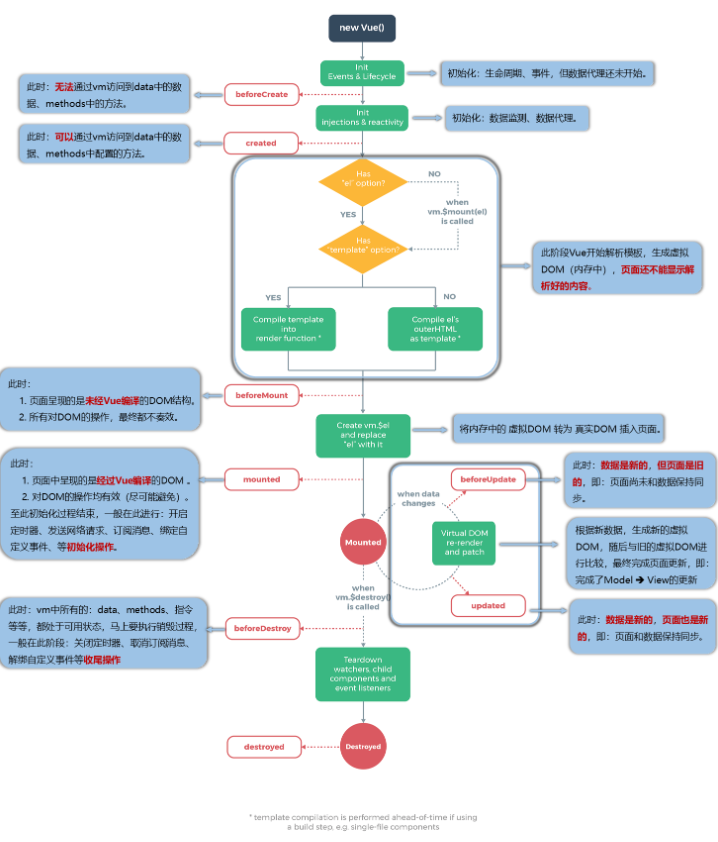 new Vue()
Init
Events & Lifecycle
初始化：生命周期、事件，但数据代理还未开始。
此时：无法通过vm访问到data中的数
据、methods中的方法。
beforeCreate
Init
injections & reactivity
初始化：数据监测、数据代理。
此时：可以通过vm访问到data中的数
据、methods中配置的方法。
created
Has
"el" option?
NO
when
vm.$mount(el)
is called
YES
Has
"template" option?
此阶段Vue开始解析模板，生成虚拟
DOM（内存中），页面还不能显示解
析好的内容。
YES
NO
Compile template
into
render function *
Compile el's
outerHTML
as template *
此时：
1. 页面呈现的是未经Vue编译的DOM结构。
2. 所有对DOM的操作，最终都不奏效。
beforeMount
Create vm.$el
and replace
"el" with it
将内存中的 虚拟DOM 转为 真实DOM 插入页面。
此时：
1. 页面中呈现的是经过Vue编译的DOM 。
2. 对DOM的操作均有效（尽可能避免）。
至此初始化过程结束，一般在此进行：开启
定时器、发送网络请求、订阅消息、绑定自
定义事件、等初始化操作。
mounted
Mounted
when data
changes
beforeUpdate
此时：数据是新的，但页面是旧
的，即：页面尚未和数据保持同
步。
Virtual DOM
re-render
and patch
根据新数据，生成新的虚拟
DOM，随后与旧的虚拟DOM进
行比较，最终完成页面更新，即：
完成了Model ➔ View的更新
updated
此时：数据是新的，页面也是新
的，即：页面和数据保持同步。
when
vm.$destroy()
is called
此时：vm中所有的：data、methods、指令
等等，都处于可用状态，马上要执行销毁过程，
一般在此阶段：关闭定时器、取消订阅消息、
解绑自定义事件等收尾操作
beforeDestroy
Teardown
watchers, child
components and
event listeners
destroyed
Destroyed
* template compilation is performed ahead-of-time if using
a build step, e.g. single-file components